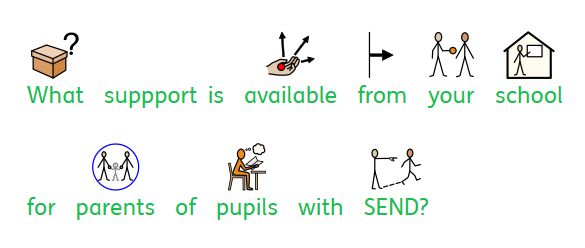 What suppport is available from your school
for parents of pupils with SEND?